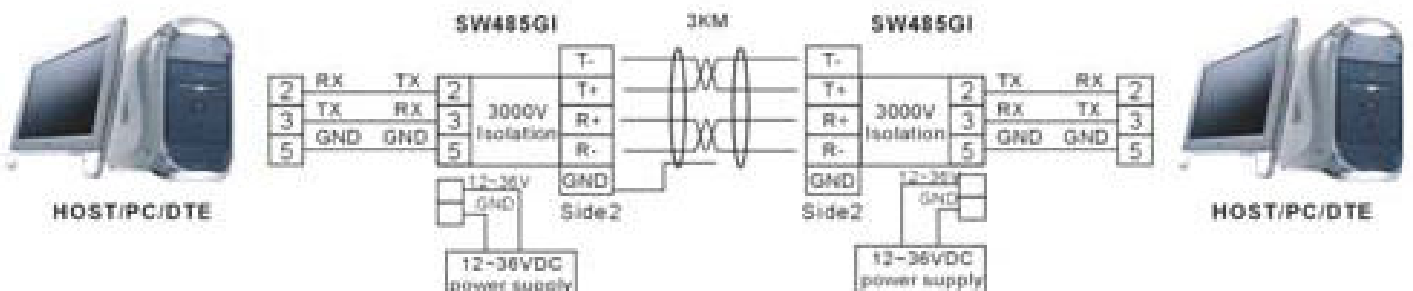 SW485GI 3KM SW485GI
T- T-
2 RX TX 2 T+ T+ 2 TX RX 2
3 TX RX 3 3000V Isolation R+ R+ 3000V Isolation 3 RX TX 3
5 GND GND 5 R- R- 5 GND GND 5
12~36V GND GND 12~36V
GND Side2 Side2 GND
HOST/PC/DTE HOST/PC/DTE
12~36VDC 12~36VDC
power supply power supply